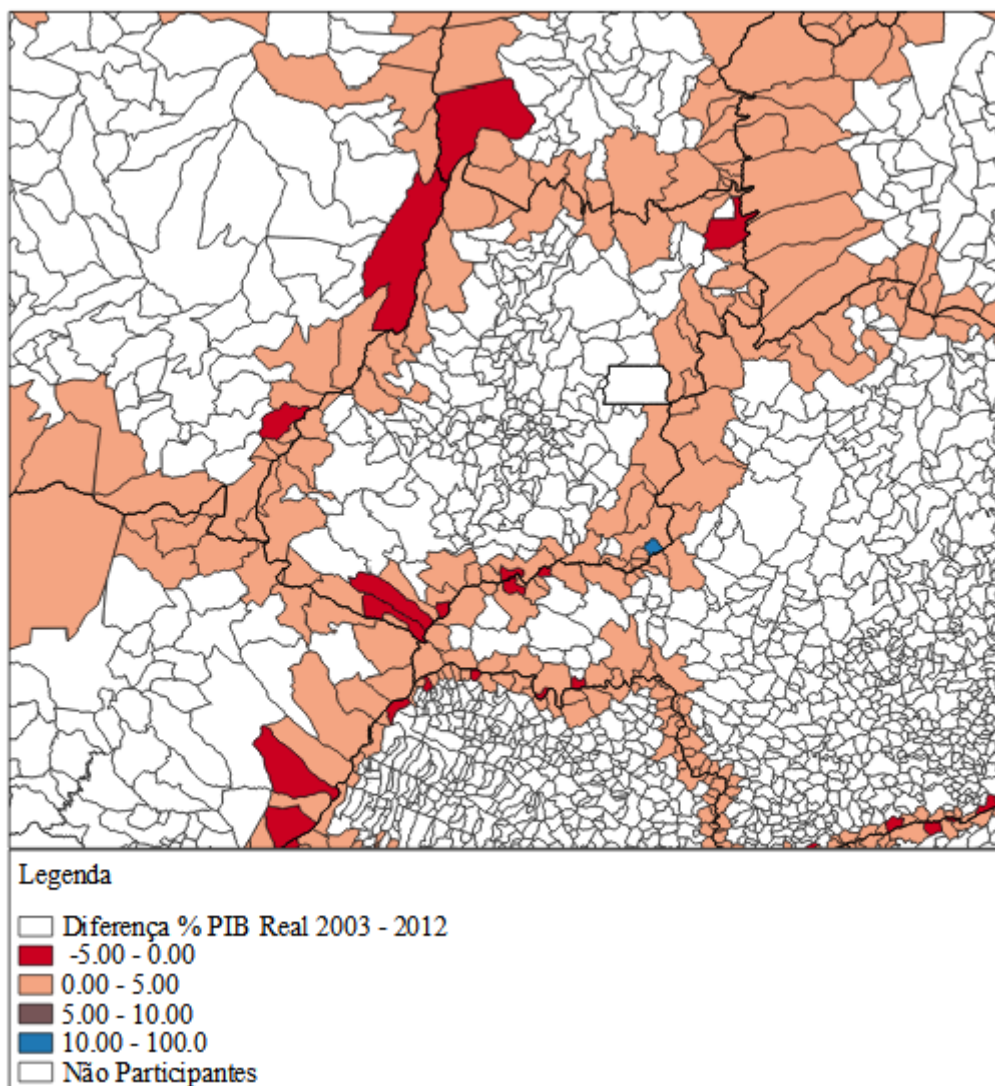 Legenda
Diferença % PIB Real 2003 - 2012
-5.00 - 0.00
0.00 - 5.00
5.00 - 10.00
10.00 - 100.0
Não Participantes